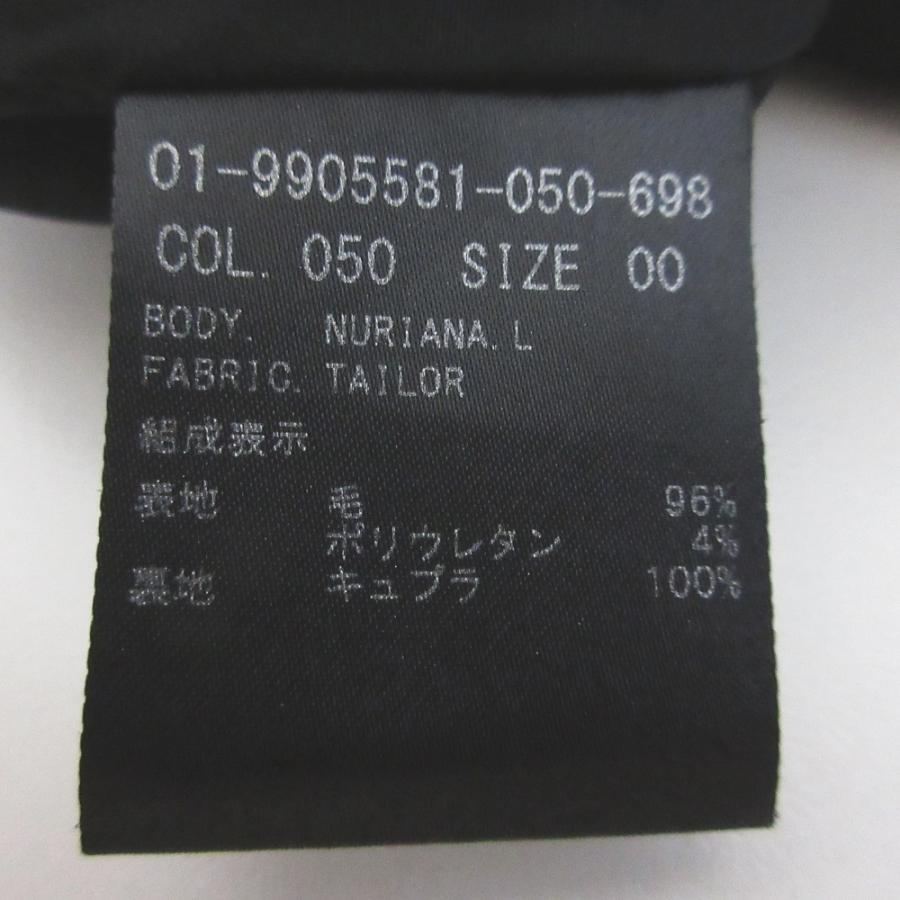 01-9905581-050-698
COL. 050 SIZE 00
BODY. NURIANA.L
FABRIC. TAILOR
組成表示
表地 毛 96%
ポリウレタン 4%
裏地 キュプラ 100%